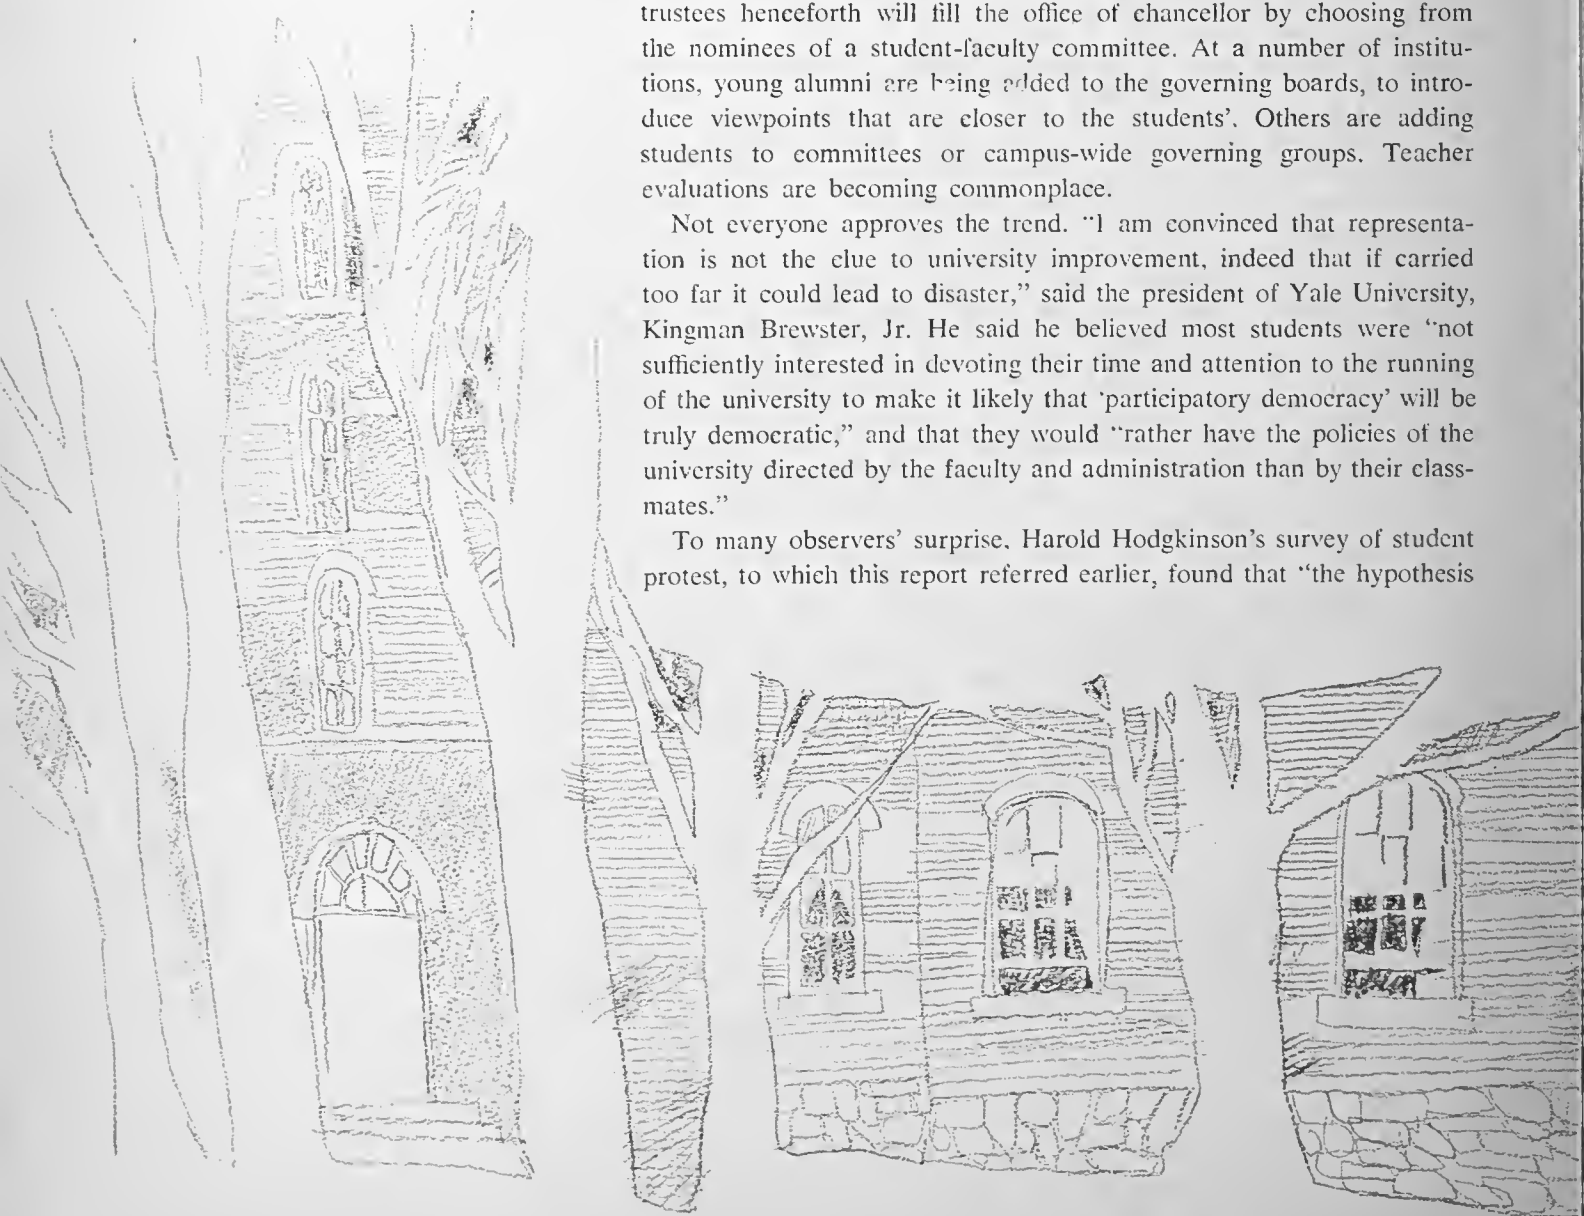 trustees henceforth will fill the office of chancellor by choosing from
the nominees of a student-faculty committee. At a number of institu-
tions, young alumni are being added to the governing boards, to intro-
duce viewpoints that are closer to the students’. Others are adding
students to committees or campus-wide governing groups. Teacher
evaluations are becoming commonplace.
Not everyone approves the trend. “I am convinced that representa-
tion is not the clue to university improvement, indeed that if carried
too far it could lead to disaster,” said the president of Yale University,
Kingman Brewster, Jr. He said he believed most students were “not
sufficiently interested in devoting their time and attention to the running
of the university to make it likely that ‘participatory democracy’ will be
truly democratic,” and that they would “rather have the policies of the
university directed by the faculty and administration than by their class-
mates.”
To many observers’ surprise, Harold Hodgkinson’s survey of student
protest, to which this report referred earlier, found that “the hypothesis